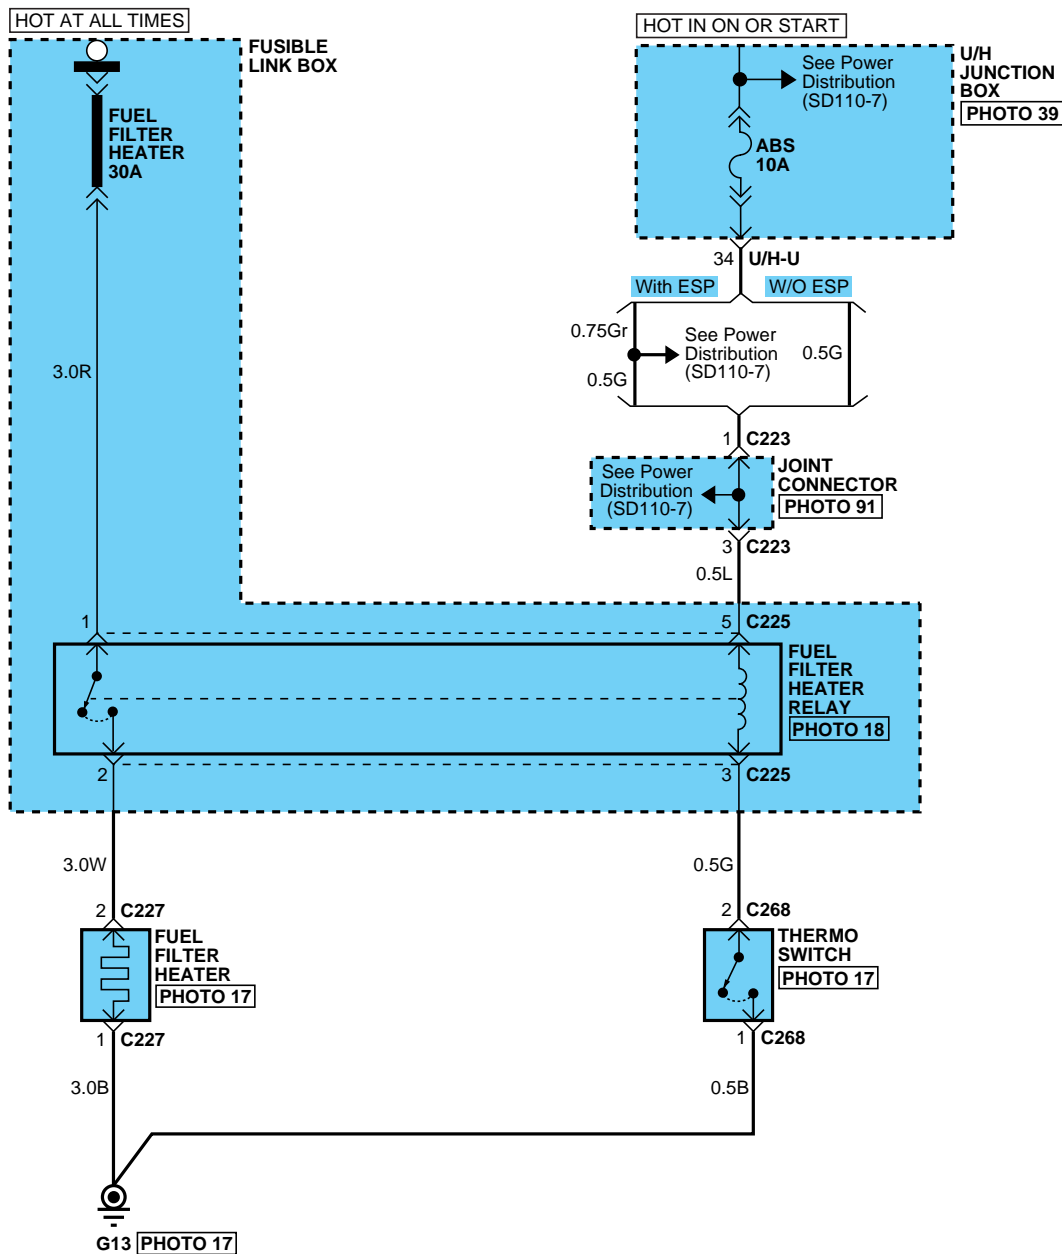 HOT AT ALL TIMES
FUSIBLE
LINK BOX
FUEL
FILTER
HEATER
30A
HOT IN ON OR START
See Power
Distribution
(SD110-7)
U/H
JUNCTION
BOX
PHOTO 39
ABS
10A
34 U/H-U
With ESP
W/O ESP
0.75Gr
See Power
Distribution
(SD110-7)
0.5G
0.5G
3.0R
1 C223
See Power
Distribution
(SD110-7)
JOINT
CONNECTOR
PHOTO 91
3 C223
0.5L
1
5 C225
FUEL
FILTER
HEATER
RELAY
PHOTO 18
2
3 C225
3.0W
0.5G
2 C227
2 C268
FUEL
FILTER
HEATER
PHOTO 17
THERMO
SWITCH
PHOTO 17
1 C227
1 C268
3.0B
0.5B
G13 PHOTO 17